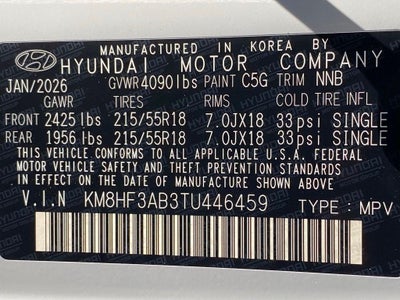 MANUFACTURED IN KOREA BY
HYUNDAI MOTOR COMPANY
JAN/2026 GVWR 4090lbs PAINT C5G TRIM NNB
GAWR TIRES RIMS COLD TIRE INFL
FRONT 2425 lbs 215/55R18 7.0JX18 33psi SINGLE
REAR 1956 lbs 215/55R18 7.0JX18 33psi SINGLE
THIS VEHICLE CONFORMS TO ALL APPLICABLE U.S.A. FEDERAL
MOTOR VEHICLE SAFETY AND THEFT PREVENTION STANDARDS
IN EFFECT ON THE DATE OF MANUFACTURE SHOWN ABOVE.
V.I.N KM8HF3AB3TU446459 TYPE : MPV